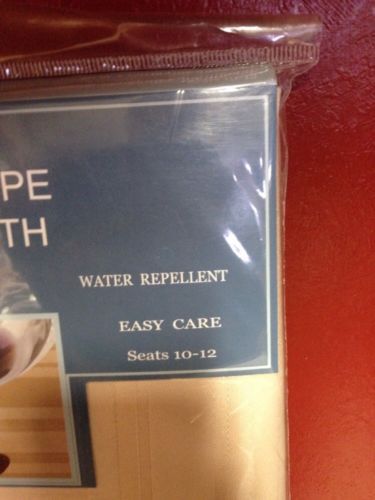 PE
TH
WATER REPELLENT
EASY CARE
Seats 10-12